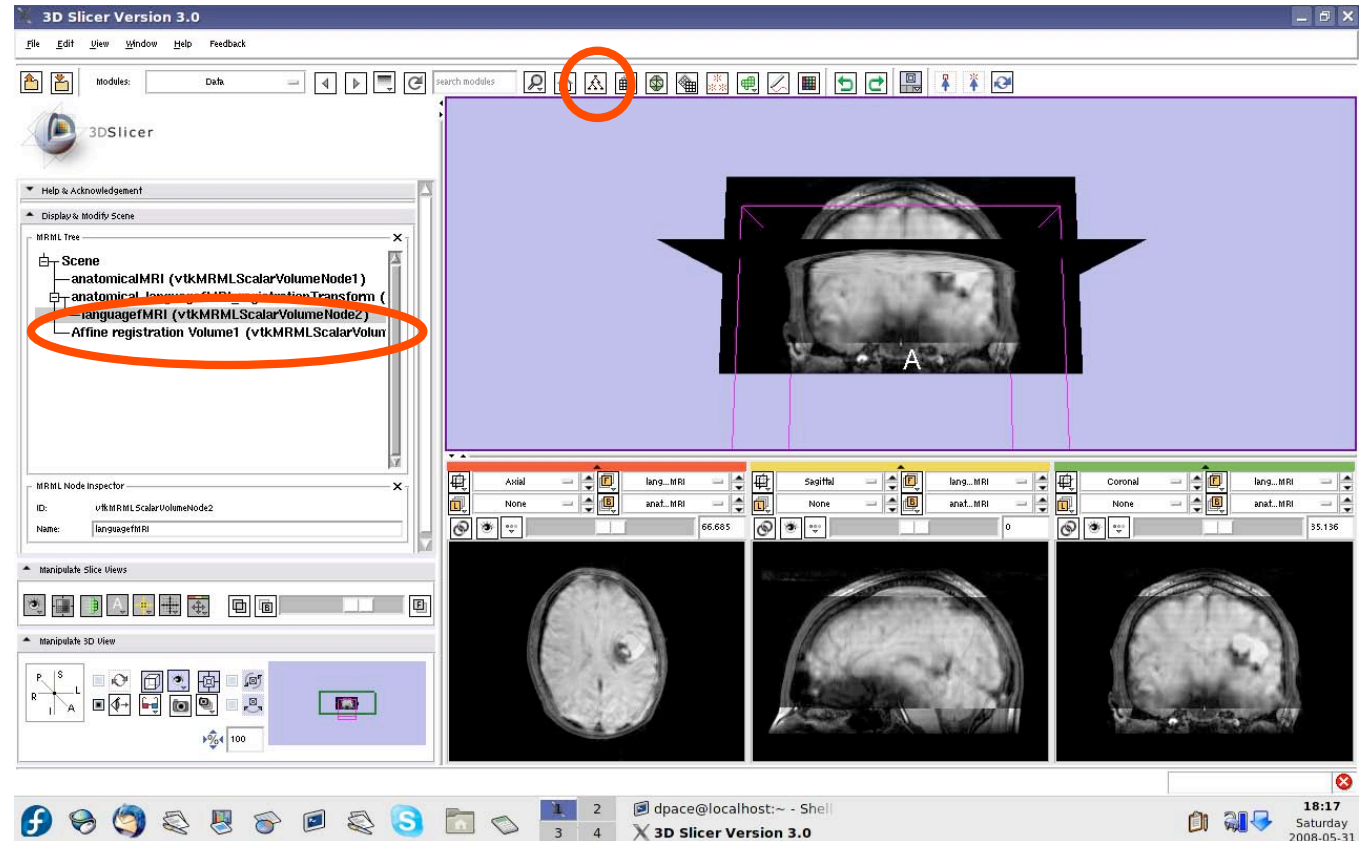 3D Slicer Version 3.0
File Edit View Window Help Feedback
Modules: Data search modules
3DSlicer
Help & Acknowledgement
Display & Modify Scene
MRML Tree
Scene
anatomicalMRI (vtkMRMLScalarVolumeNode1)
anatomical_languagefMRI_registrationTransform (
languagefMRI (vtkMRMLScalarVolumeNode2)
Affine registration Volume1 (vtkMRMLScalarVolum
MRML Node Inspector
ID: vtkMRMLScalarVolumeNode2
Name: languagefMRI
Manipulate Slice Views
Manipulate 3D View
P S
R L
I A
% 100
A
Axial F lang...MRI
L None B anat...MRI
66.685
Sagittal F lang...MRI
L None B anat...MRI
0
Coronal F lang...MRI
L None B anat...MRI
35.136
1 2
3 4
dpace@localhost:~ - Shell
3D Slicer Version 3.0
18:17
Saturday
2008-05-31